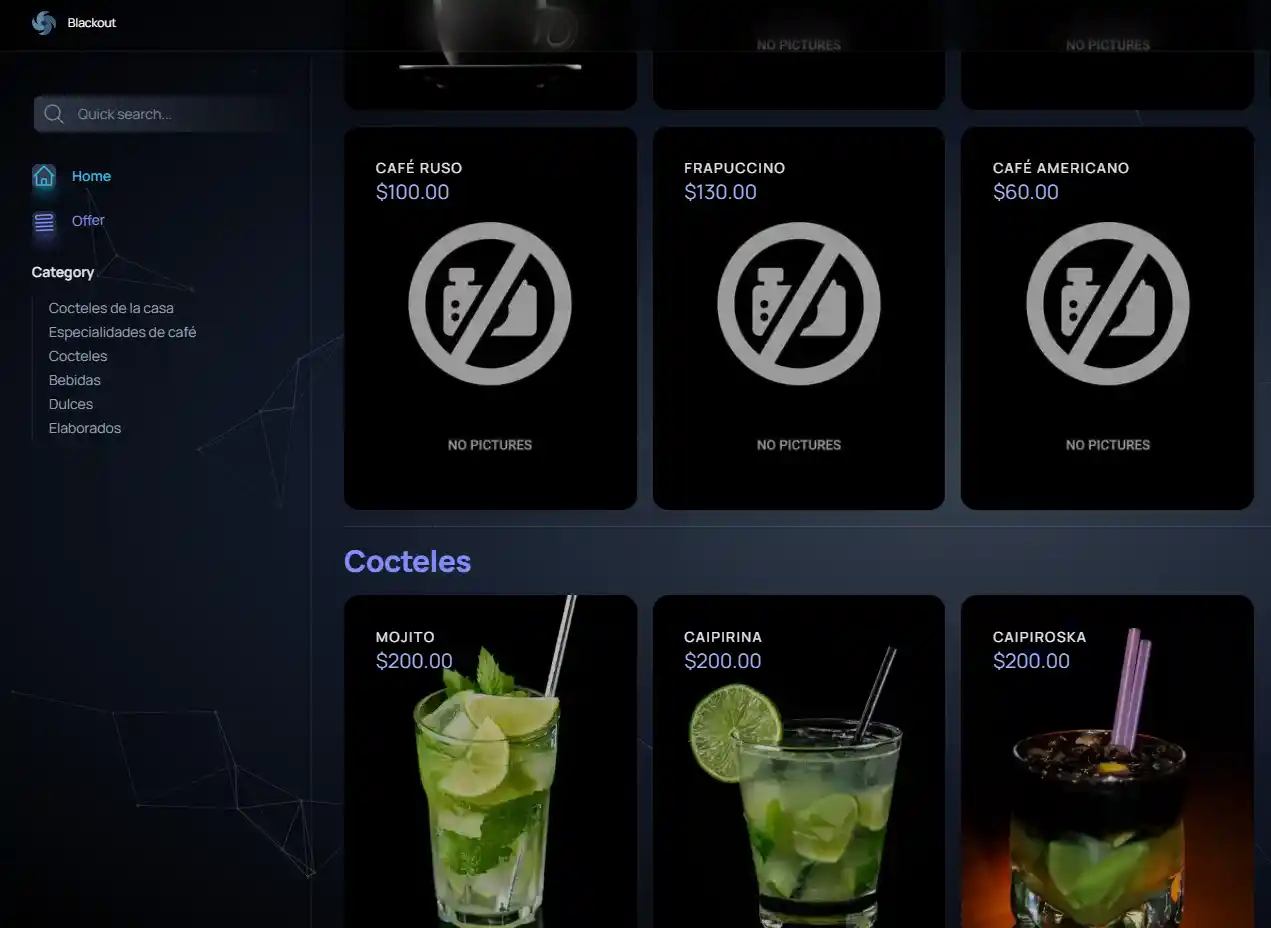 Blackout
Quick search...
Home
Offer
Category
Cocteles de la casa
Especialidades de café
Cocteles
Bebidas
Dulces
Elaborados
NO PICTURES
NO PICTURES
CAFÉ RUSO
$100.00
NO PICTURES
FRAPUCCINO
$130.00
NO PICTURES
CAFÉ AMERICANO
$60.00
NO PICTURES
Cocteles
MOJITO
$200.00
CAIPIRINA
$200.00
CAIPIROSKA
$200.00